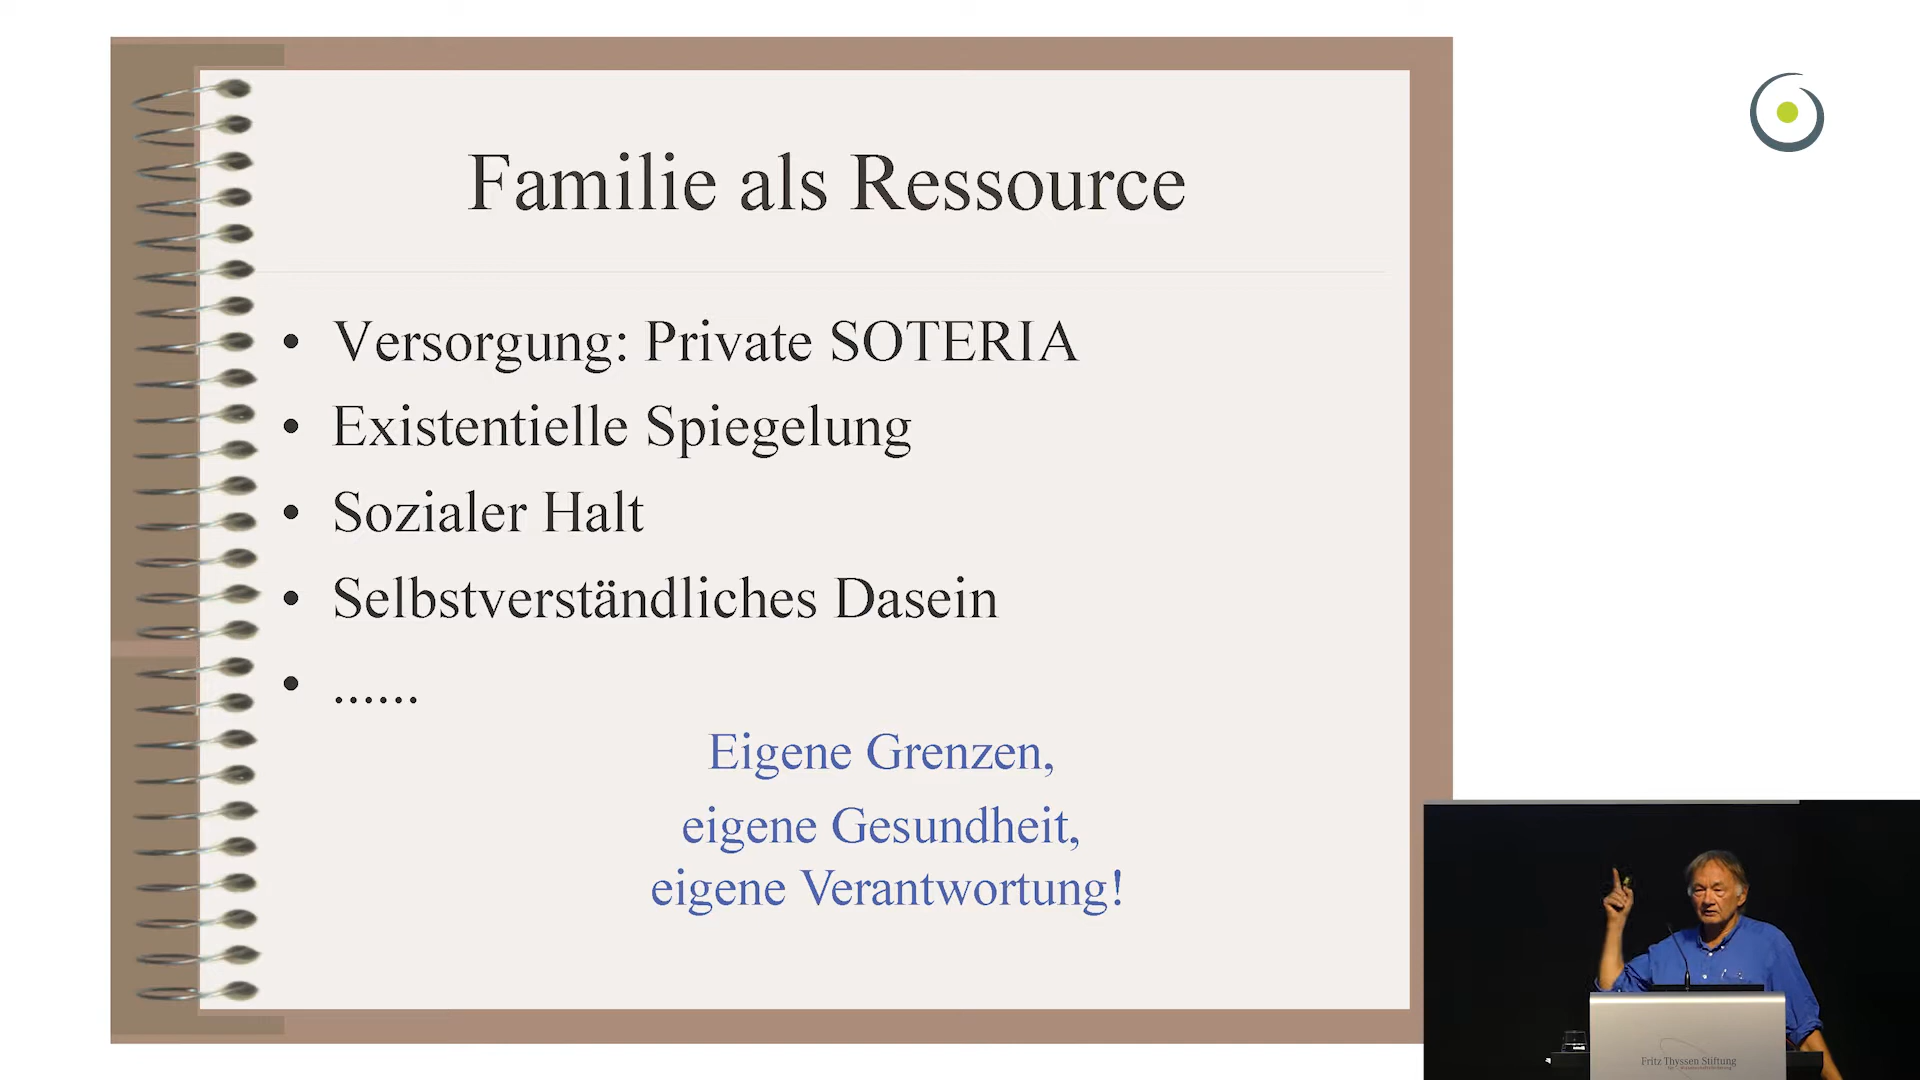 Familie als Ressource
• Versorgung: Private SOTERIA
• Existentielle Spiegelung
• Sozialer Halt
• Selbstverständliches Dasein
• ......
Eigene Grenzen,
eigene Gesundheit,
eigene Verantwortung!
Fritz Thyssen Stiftung